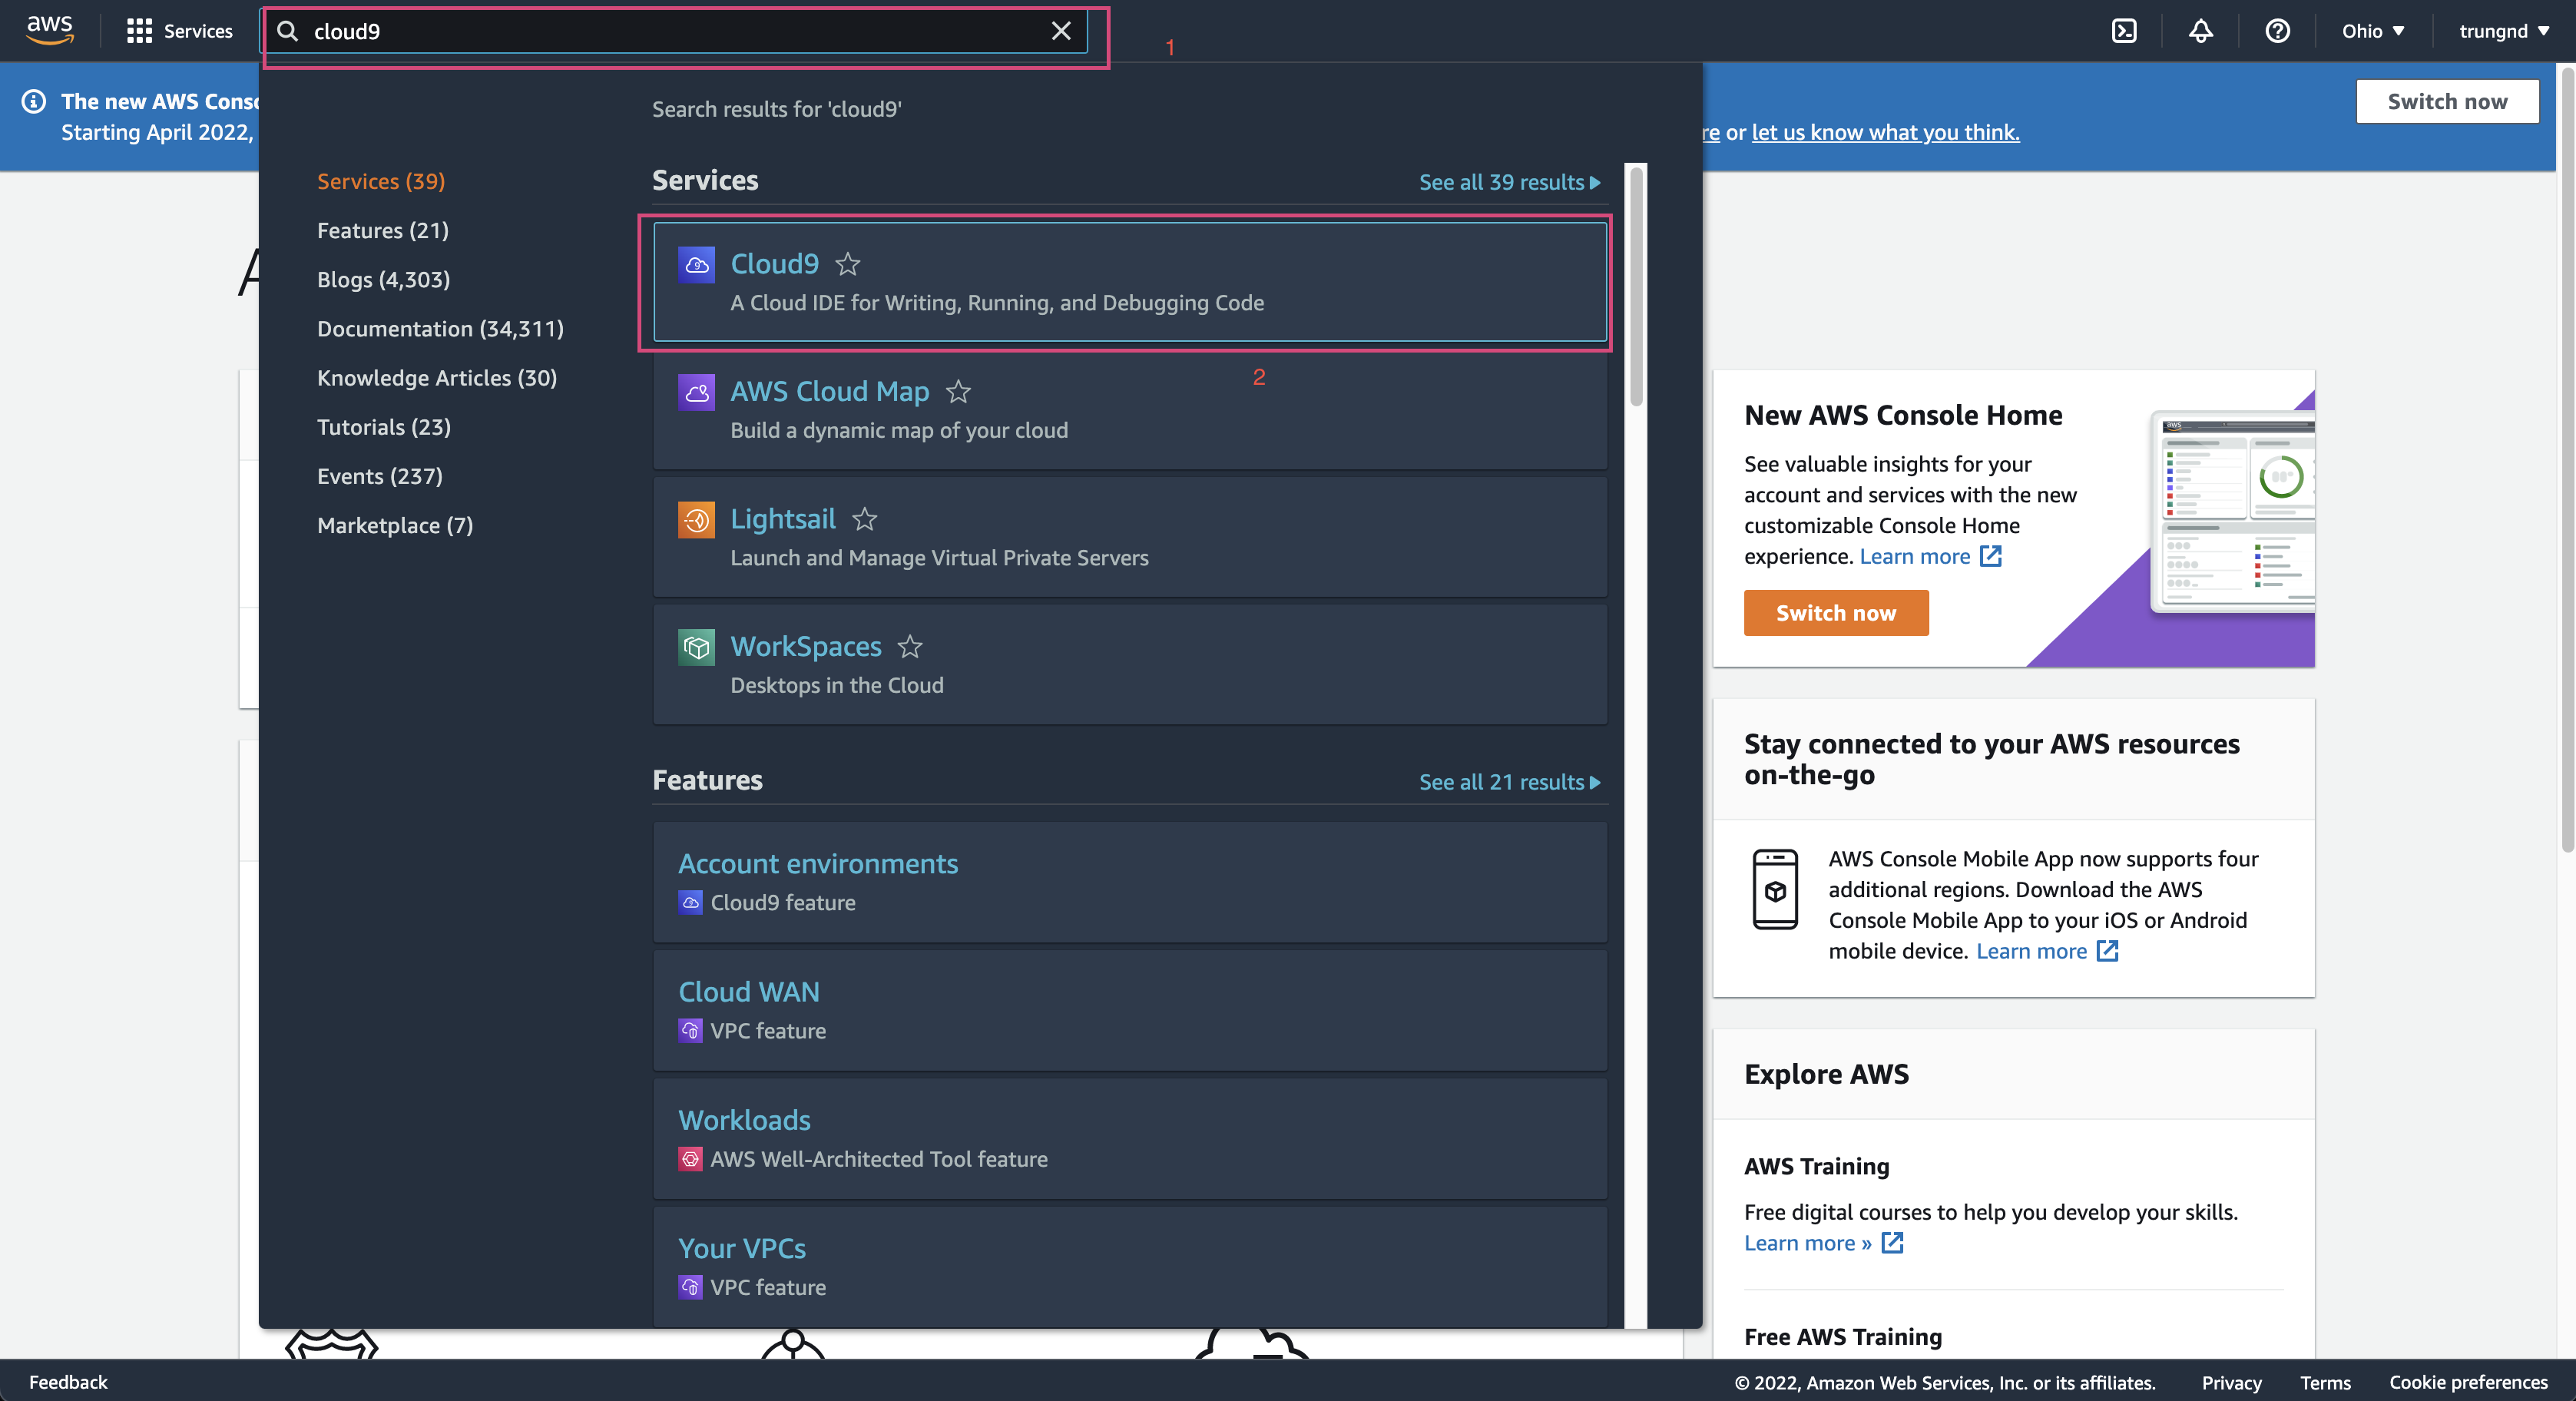 aws
Services
cloud9
1
Ohio
trungnd
The new AWS Conso
Starting April 2022,
re or let us know what you think.
Switch now
Search results for 'cloud9'
Services (39)
Features (21)
Blogs (4,303)
Documentation (34,311)
Knowledge Articles (30)
Tutorials (23)
Events (237)
Marketplace (7)
Services
See all 39 results
Cloud9
A Cloud IDE for Writing, Running, and Debugging Code
2
AWS Cloud Map
Build a dynamic map of your cloud
Lightsail
Launch and Manage Virtual Private Servers
WorkSpaces
Desktops in the Cloud
Features
See all 21 results
Account environments
Cloud9 feature
Cloud WAN
VPC feature
Workloads
AWS Well-Architected Tool feature
Your VPCs
VPC feature
A
New AWS Console Home
See valuable insights for your
account and services with the new
customizable Console Home
experience. Learn more
Switch now
aws
Stay connected to your AWS resources
on-the-go
AWS Console Mobile App now supports four
additional regions. Download the AWS
Console Mobile App to your iOS or Android
mobile device. Learn more
Explore AWS
AWS Training
Free digital courses to help you develop your skills.
Learn more »
Free AWS Training
Feedback
© 2022, Amazon Web Services, Inc. or its affiliates.
Privacy
Terms
Cookie preferences